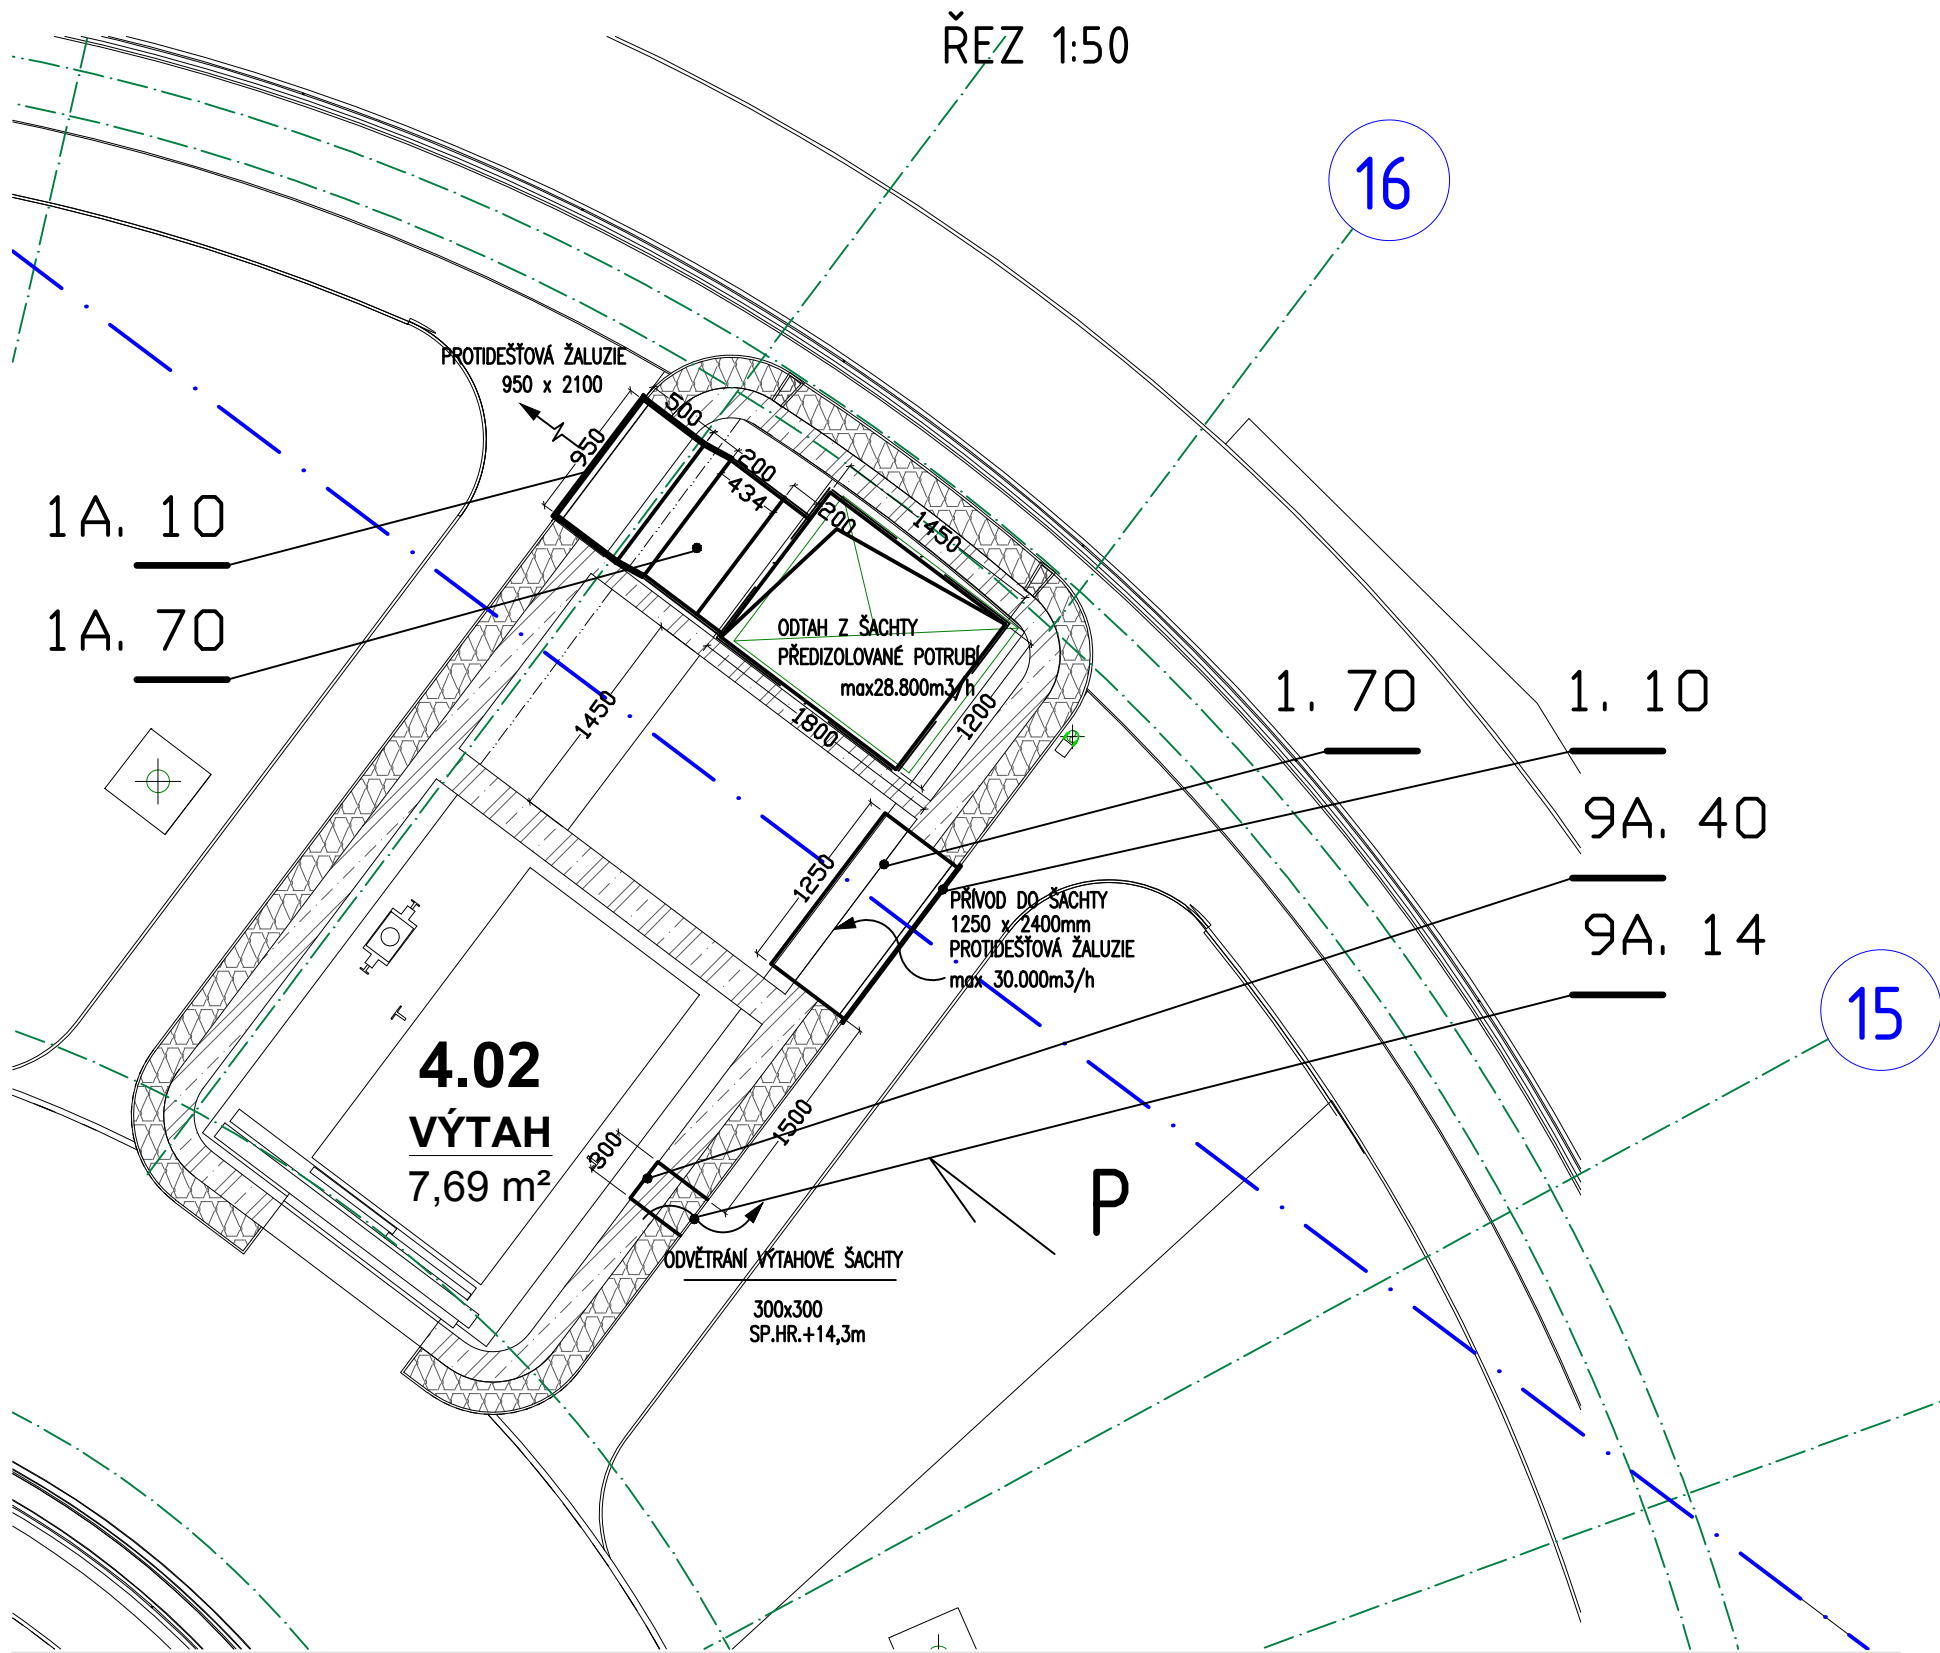 ŘEZ 1:50
16
PROTIDEŠŤOVÁ ŽALUZIE
950 x 2100
500
950
200
434
200
1450
1A. 10
1A. 70
ODTAH Z ŠACHTY
PŘEDIZOLOVANÉ POTRUBÍ
max28.800m3/h
1450
1800
1200
1. 70
1. 10
9A. 40
9A. 14
1250
PŘÍVOD DO ŠACHTY
1250 x 2400mm
PROTIDEŠŤOVÁ ŽALUZIE
max 30.000m3/h
15
T
4.02
VÝTAH
7,69 m²
300
1500
P
ODVĚTRÁNÍ VÝTAHOVÉ ŠACHTY
300x300
SP.HR.+14,3m